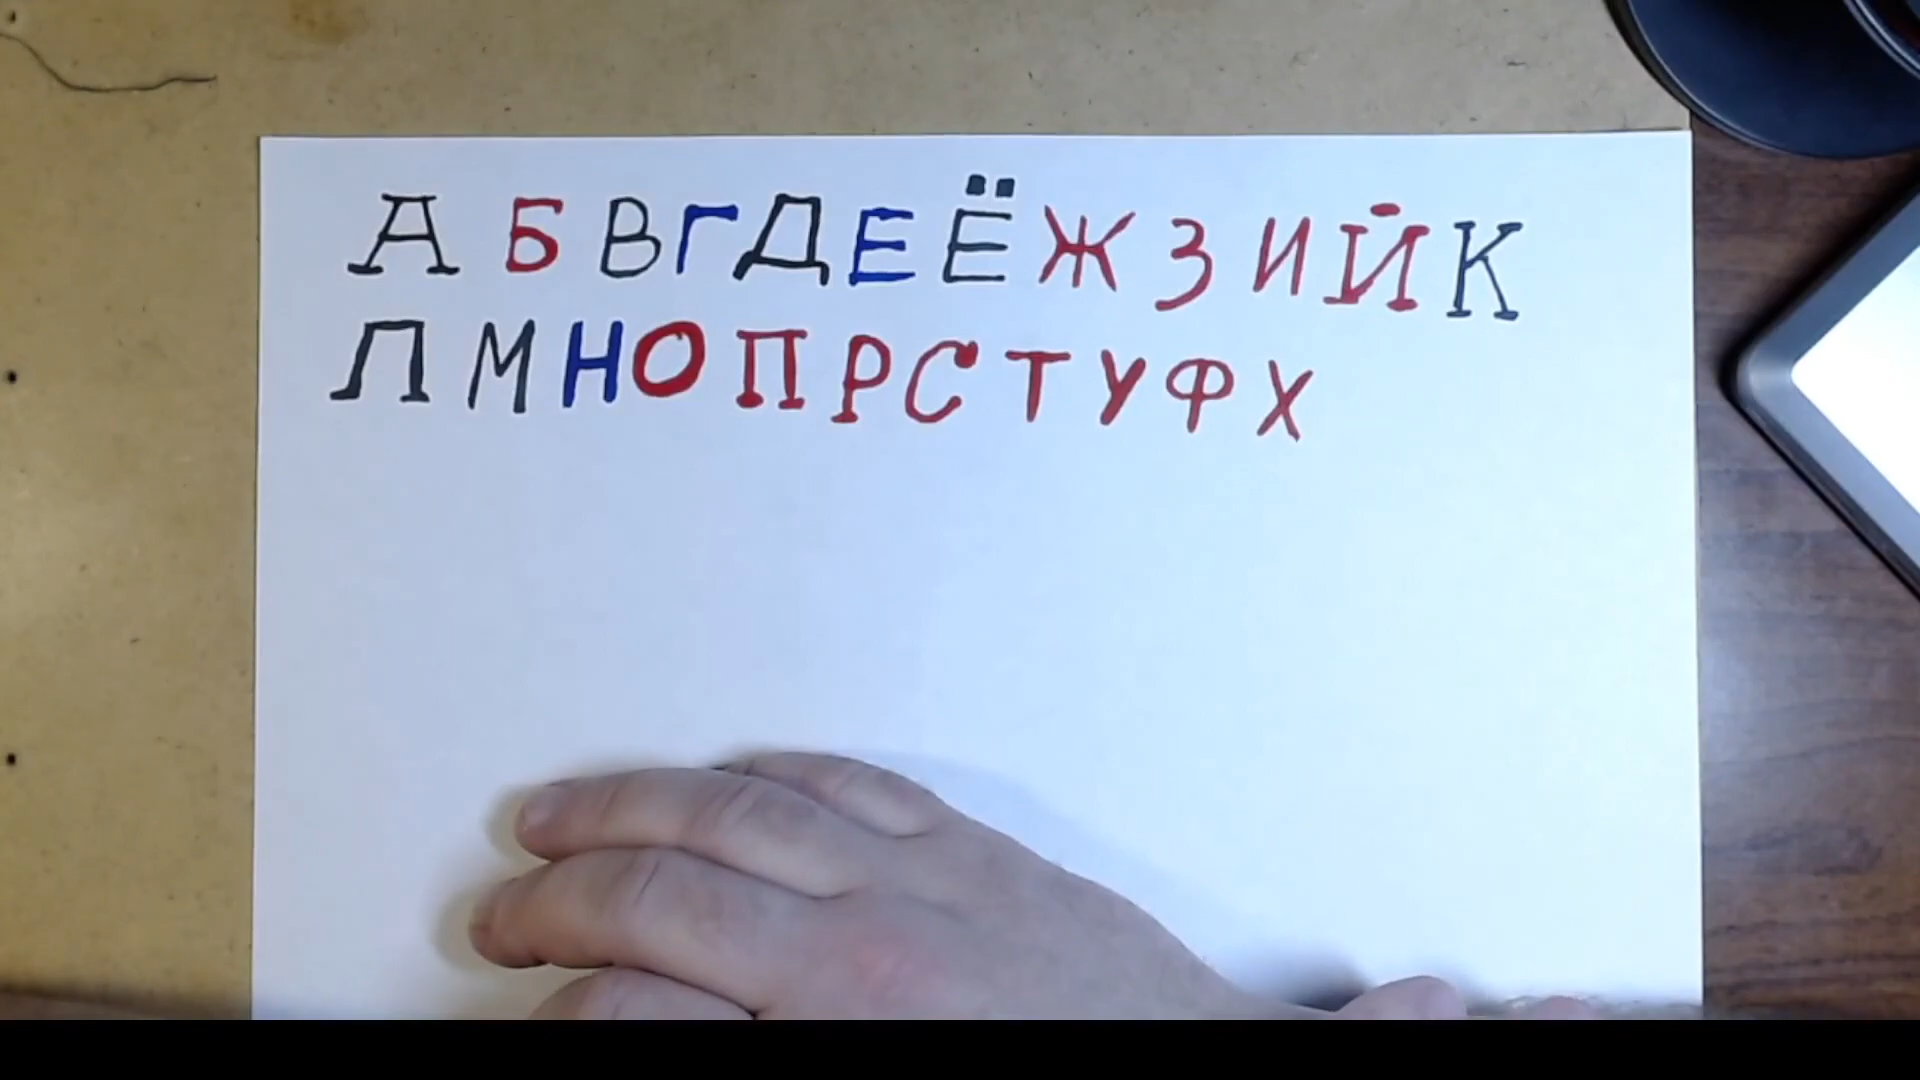 А Б В Г Д Е Ё Ж З И Й К
Л М Н О П Р С Т У Ф Х